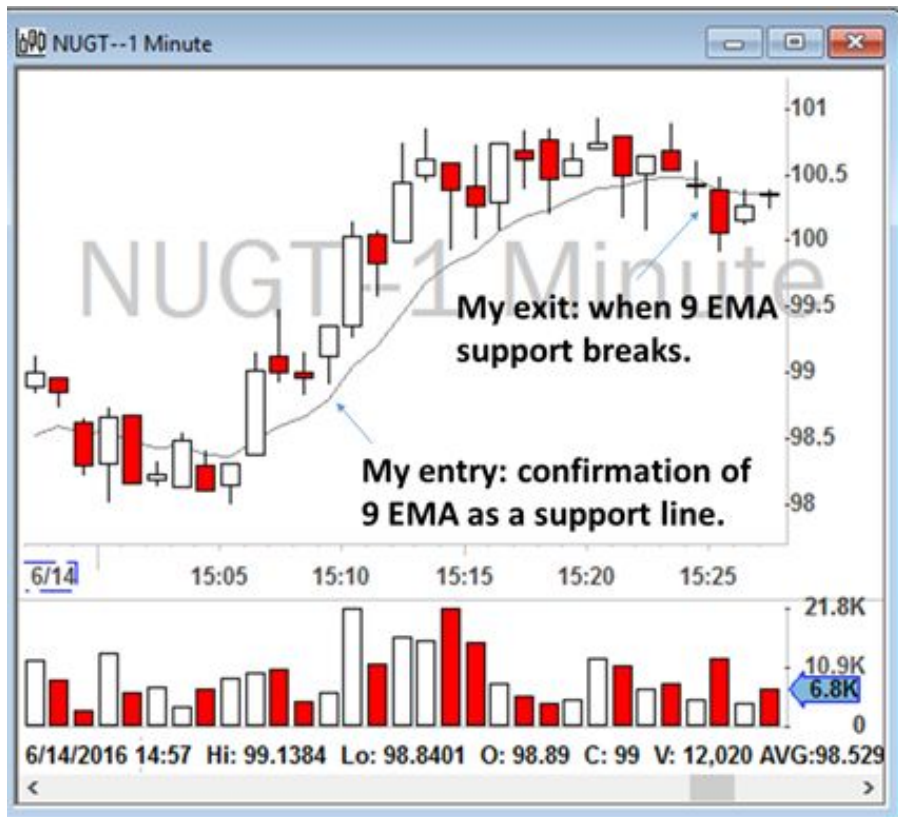 NUGT--1 Minute
101
100.5
100
NUGT--1 Minute
99.5
My exit: when 9 EMA
support breaks.
99
98.5
My entry: confirmation of
9 EMA as a support line.
98
6/14 15:05 15:10 15:15 15:20 15:25
21.8K
10.9K
6.8K
0
6/14/2016 14:57 Hi: 99.1384 Lo: 98.8401 O: 98.89 C: 99 V: 12,020 AVG:98.529